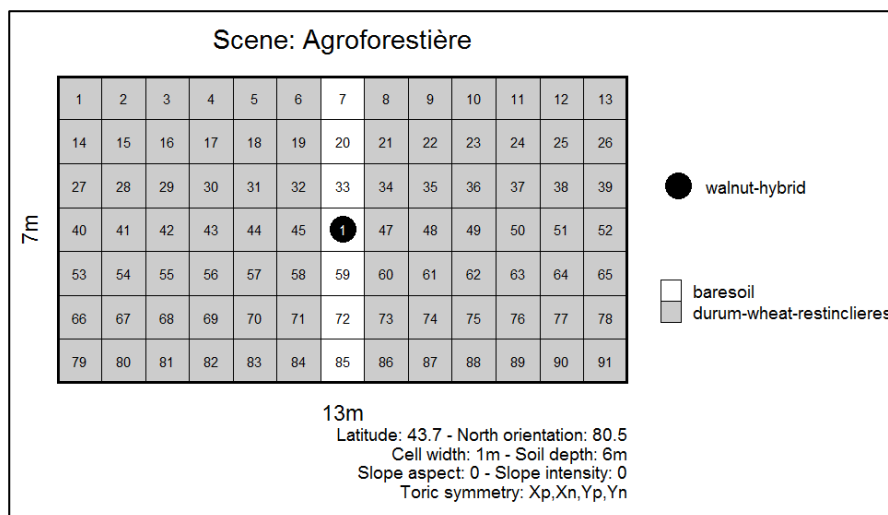 Scene: Agroforestière
1 2 3 4 5 6 7 8 9 10 11 12 13
14 15 16 17 18 19 20 21 22 23 24 25 26
27 28 29 30 31 32 33 34 35 36 37 38 39
40 41 42 43 44 45 1 47 48 49 50 51 52
53 54 55 56 57 58 59 60 61 62 63 64 65
66 67 68 69 70 71 72 73 74 75 76 77 78
79 80 81 82 83 84 85 86 87 88 89 90 91
7m
walnut-hybrid
baresoil
durum-wheat-restinclieres
13m
Latitude: 43.7 - North orientation: 80.5
Cell width: 1m - Soil depth: 6m
Slope aspect: 0 - Slope intensity: 0
Toric symmetry: Xp,Xn,Yp,Yn